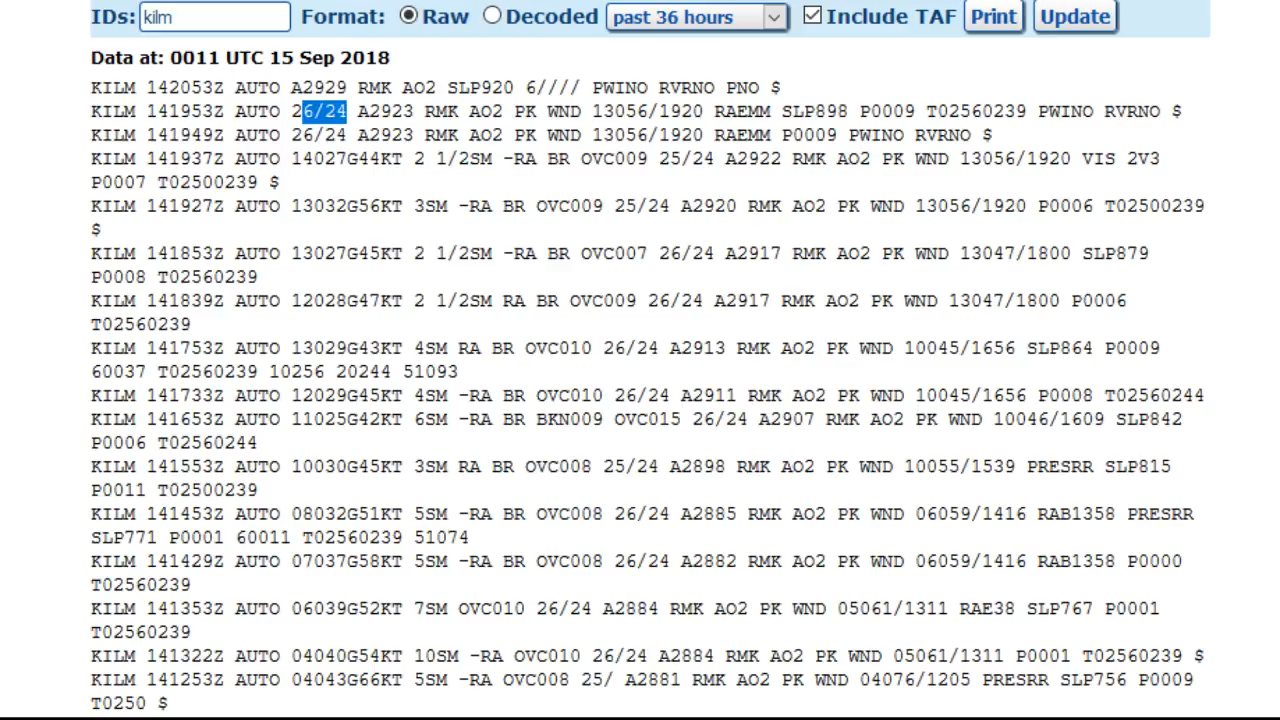 IDs: kilm Format: Raw Decoded past 36 hours Include TAF Print Update
Data at: 0011 UTC 15 Sep 2018
KILM 142053Z AUTO A2929 RMK AO2 SLP920 6//// PWINO RVRNO PNO $
KILM 141953Z AUTO 26/24 A2923 RMK AO2 PK WND 13056/1920 RAEMM SLP898 P0009 T02560239 PWINO RVRNO $
KILM 141949Z AUTO 26/24 A2923 RMK AO2 PK WND 13056/1920 RAEMM P0009 PWINO RVRNO $
KILM 141937Z AUTO 14027G44KT 2 1/2SM -RA BR OVC009 25/24 A2922 RMK AO2 PK WND 13056/1920 VIS 2V3
P0007 T02500239 $
KILM 141927Z AUTO 13032G56KT 3SM -RA BR OVC009 25/24 A2920 RMK AO2 PK WND 13056/1920 P0006 T02500239
$
KILM 141853Z AUTO 13027G45KT 2 1/2SM -RA BR OVC007 26/24 A2917 RMK AO2 PK WND 13047/1800 SLP879
P0008 T02560239
KILM 141839Z AUTO 12028G47KT 2 1/2SM RA BR OVC009 26/24 A2917 RMK AO2 PK WND 13047/1800 P0006
T02560239
KILM 141753Z AUTO 13029G43KT 4SM RA BR OVC010 26/24 A2913 RMK AO2 PK WND 10045/1656 SLP864 P0009
60037 T02560239 10256 20244 51093
KILM 141733Z AUTO 12029G45KT 4SM -RA BR OVC010 26/24 A2911 RMK AO2 PK WND 10045/1656 P0008 T02560244
KILM 141653Z AUTO 11025G42KT 6SM -RA BR BKN009 OVC015 26/24 A2907 RMK AO2 PK WND 10046/1609 SLP842
P0006 T02560244
KILM 141553Z AUTO 10030G45KT 3SM RA BR OVC008 25/24 A2898 RMK AO2 PK WND 10055/1539 PRESRR SLP815
P0011 T02500239
KILM 141453Z AUTO 08032G51KT 5SM -RA BR OVC008 26/24 A2885 RMK AO2 PK WND 06059/1416 RAB1358 PRESRR
SLP771 P0001 60011 T02560239 51074
KILM 141429Z AUTO 07037G58KT 5SM -RA BR OVC008 26/24 A2882 RMK AO2 PK WND 06059/1416 RAB1358 P0000
T02560239
KILM 141353Z AUTO 06039G52KT 7SM OVC010 26/24 A2884 RMK AO2 PK WND 05061/1311 RAE38 SLP767 P0001
T02560239
KILM 141322Z AUTO 04040G54KT 10SM -RA OVC010 26/24 A2884 RMK AO2 PK WND 05061/1311 P0001 T02560239 $
KILM 141253Z AUTO 04043G66KT 5SM -RA OVC008 25/ A2881 RMK AO2 PK WND 04076/1205 PRESRR SLP756 P0009
T0250 $